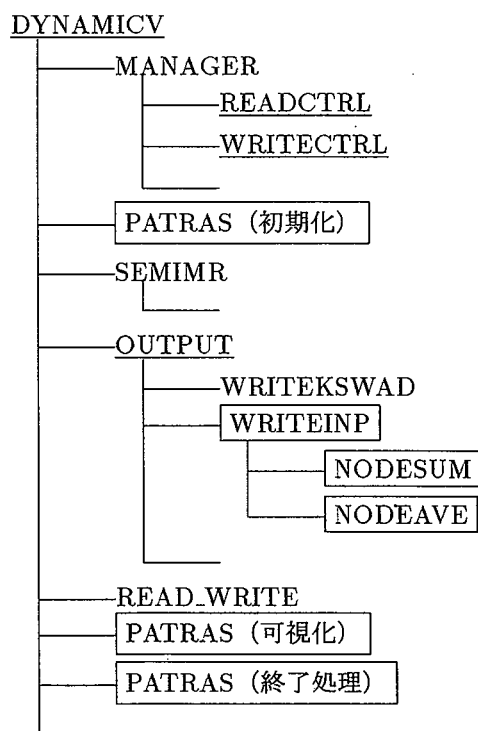 DYNAMICV
MANAGER
READCTRL
WRITECTRL
PATRAS (初期化)
SEMIMR
OUTPUT
WRITEKSWAD
WRITEINP
NODESUM
NODEAVE
READ_WRITE
PATRAS (可視化)
PATRAS (終了処理)